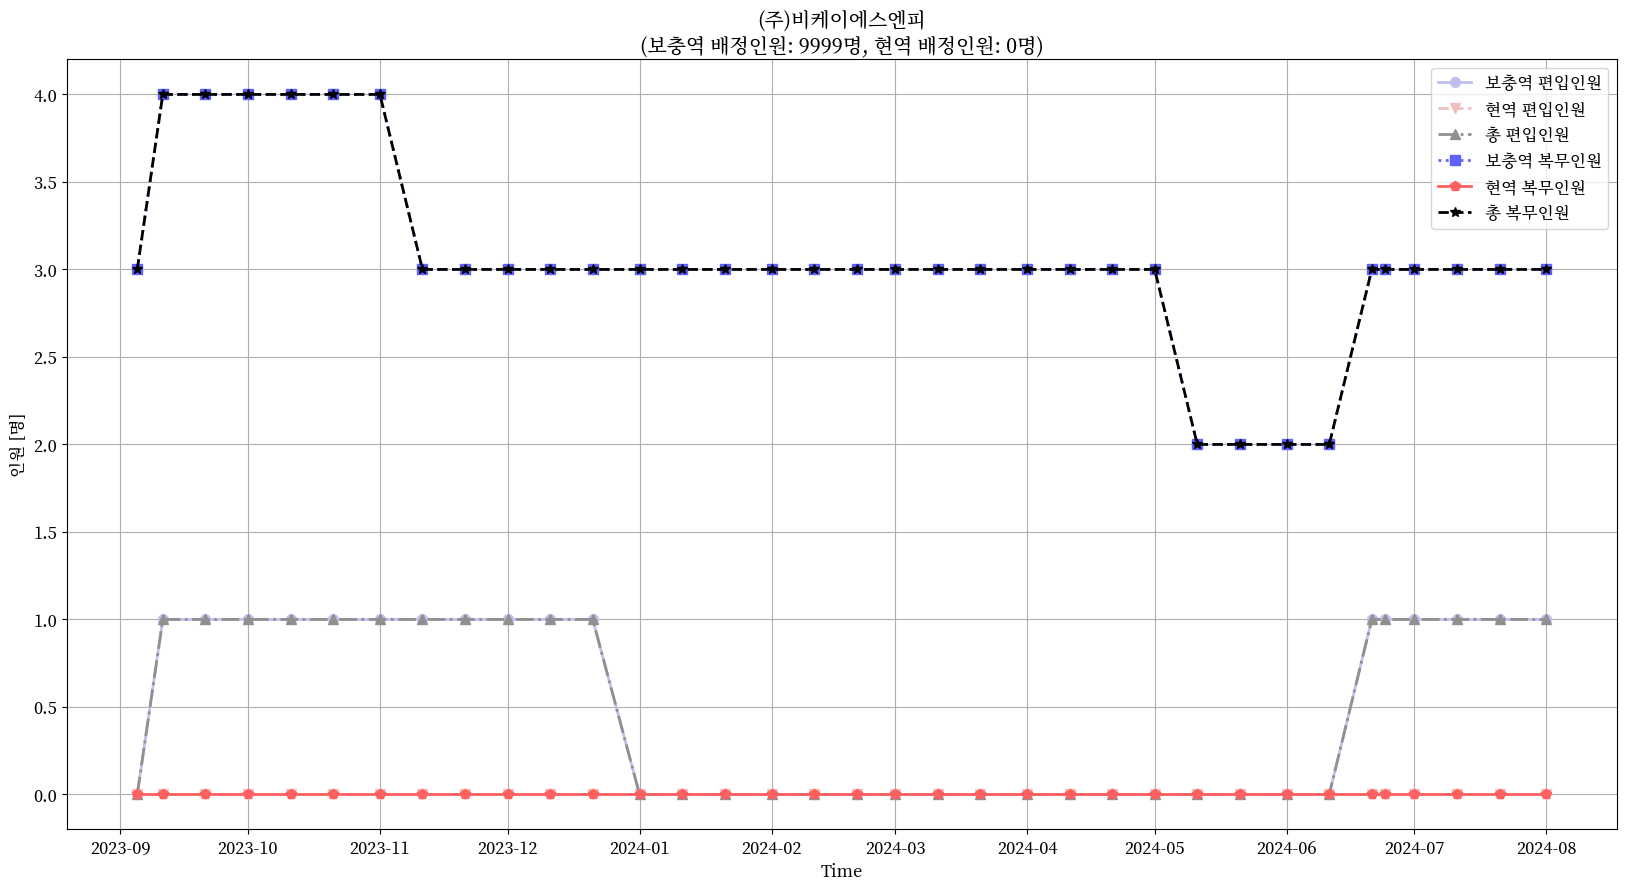 (주)비케이에스엔피
(보충역 배정인원: 9999명, 현역 배정인원: 0명)
보충역 편입인원
현역 편입인원
총 편입인원
보충역 복무인원
현역 복무인원
총 복무인원
4.0
3.5
3.0
2.5
2.0
1.5
1.0
0.5
0.0
인원 [명]
2023-09 2023-10 2023-11 2023-12 2024-01 2024-02 2024-03 2024-04 2024-05 2024-06 2024-07 2024-08
Time